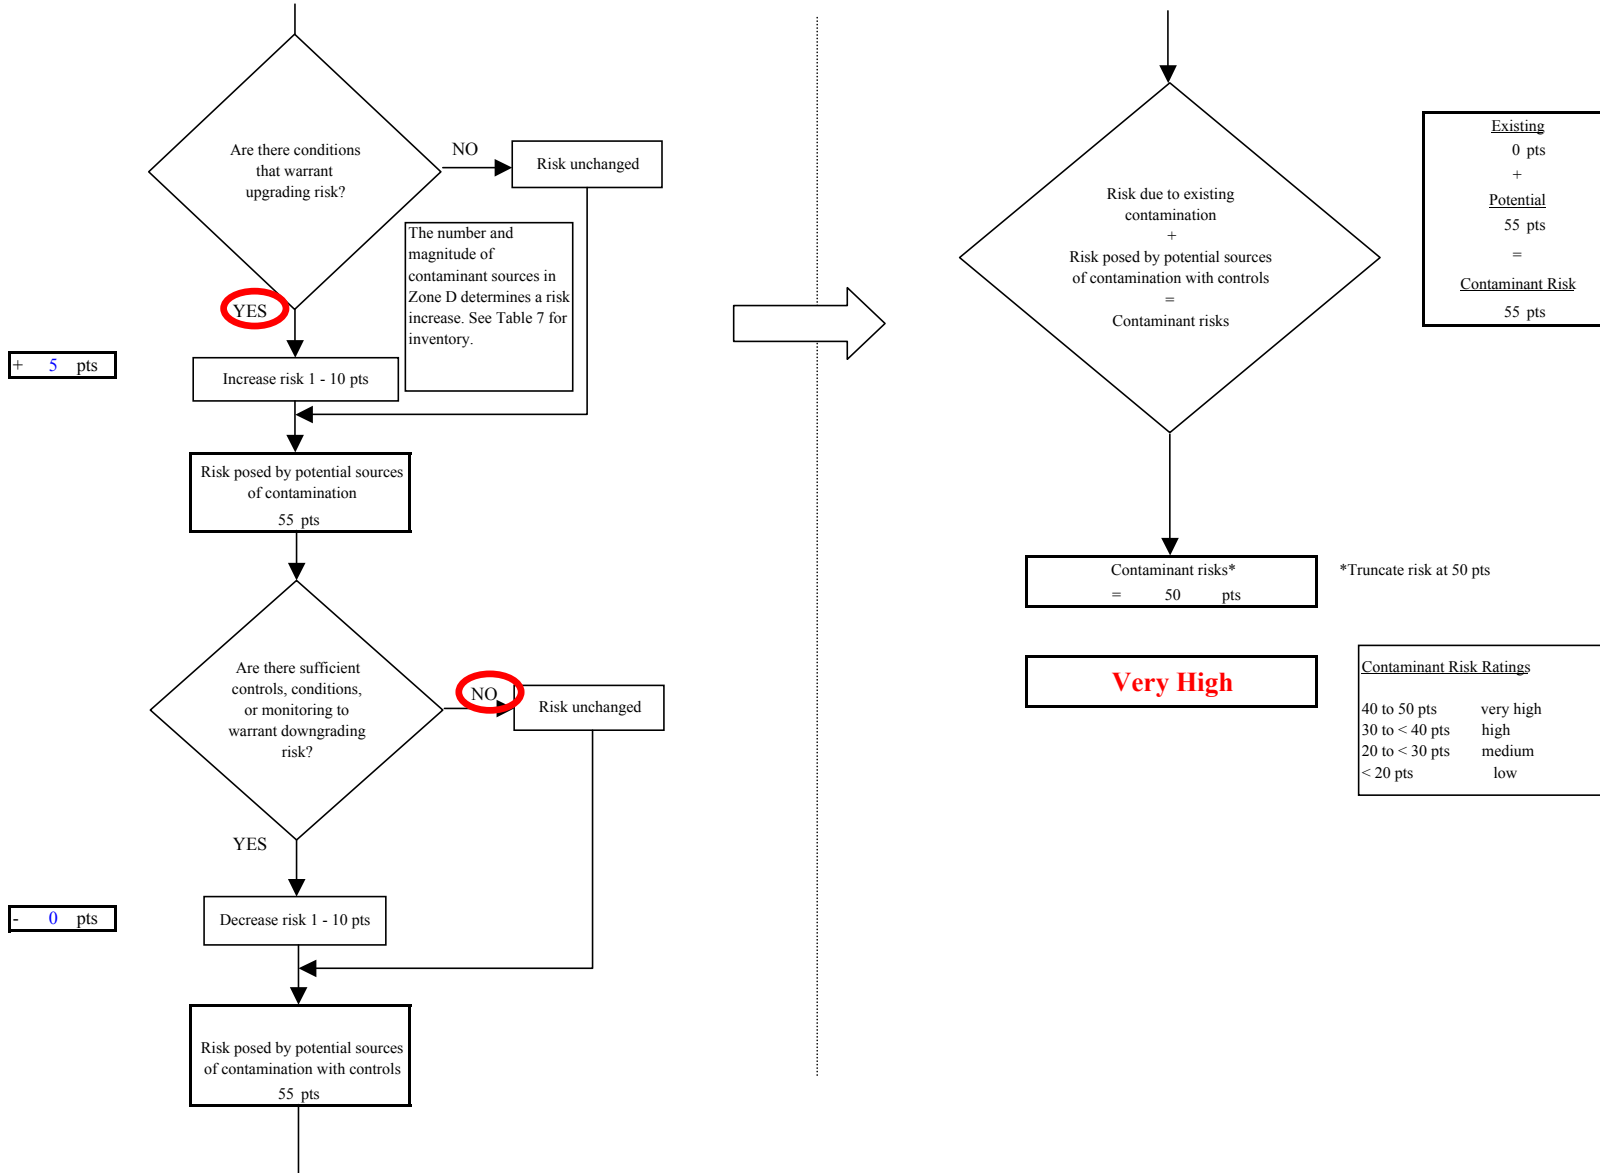 Are there conditions
that warrant
upgrading risk?
NO
Risk unchanged
The number and
magnitude of
contaminant sources in
Zone D determines a risk
increase. See Table 7 for
inventory.
YES
+ 5 pts
Increase risk 1 - 10 pts
Risk posed by potential sources
of contamination
55 pts
Are there sufficient
controls, conditions,
or monitoring to
warrant downgrading
risk?
NO
Risk unchanged
YES
- 0 pts
Decrease risk 1 - 10 pts
Risk posed by potential sources
of contamination with controls
55 pts
Risk due to existing
contamination
+
Risk posed by potential sources
of contamination with controls
=
Contaminant risks
Existing
0 pts
+
Potential
55 pts
=
Contaminant Risk
55 pts
Contaminant risks*
= 50 pts
*Truncate risk at 50 pts
Very High
Contaminant Risk Ratings
40 to 50 pts very high
30 to < 40 pts high
20 to < 30 pts medium
< 20 pts low